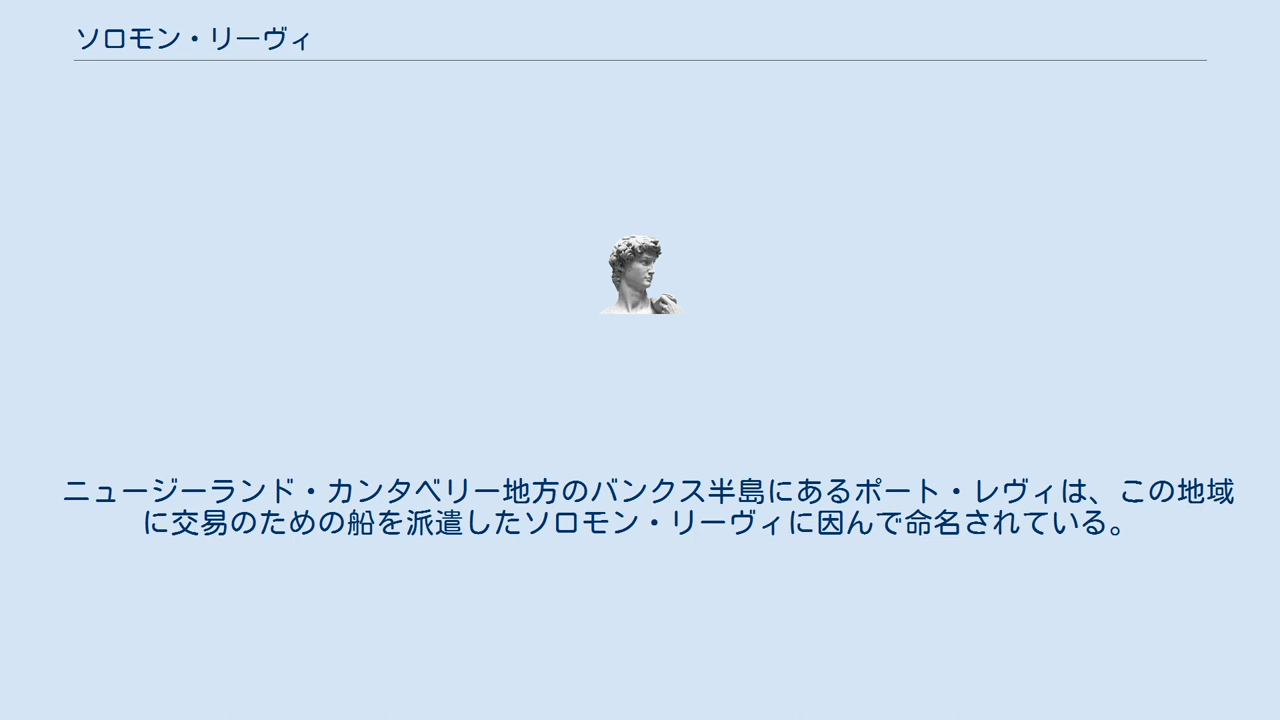 ソロモン・リーヴィ
ニュージーランド・カンタベリー地方のバンクス半島にあるポート・レヴィは、この地域
に交易のための船を派遣したソロモン・リーヴィに因んで命名されている。